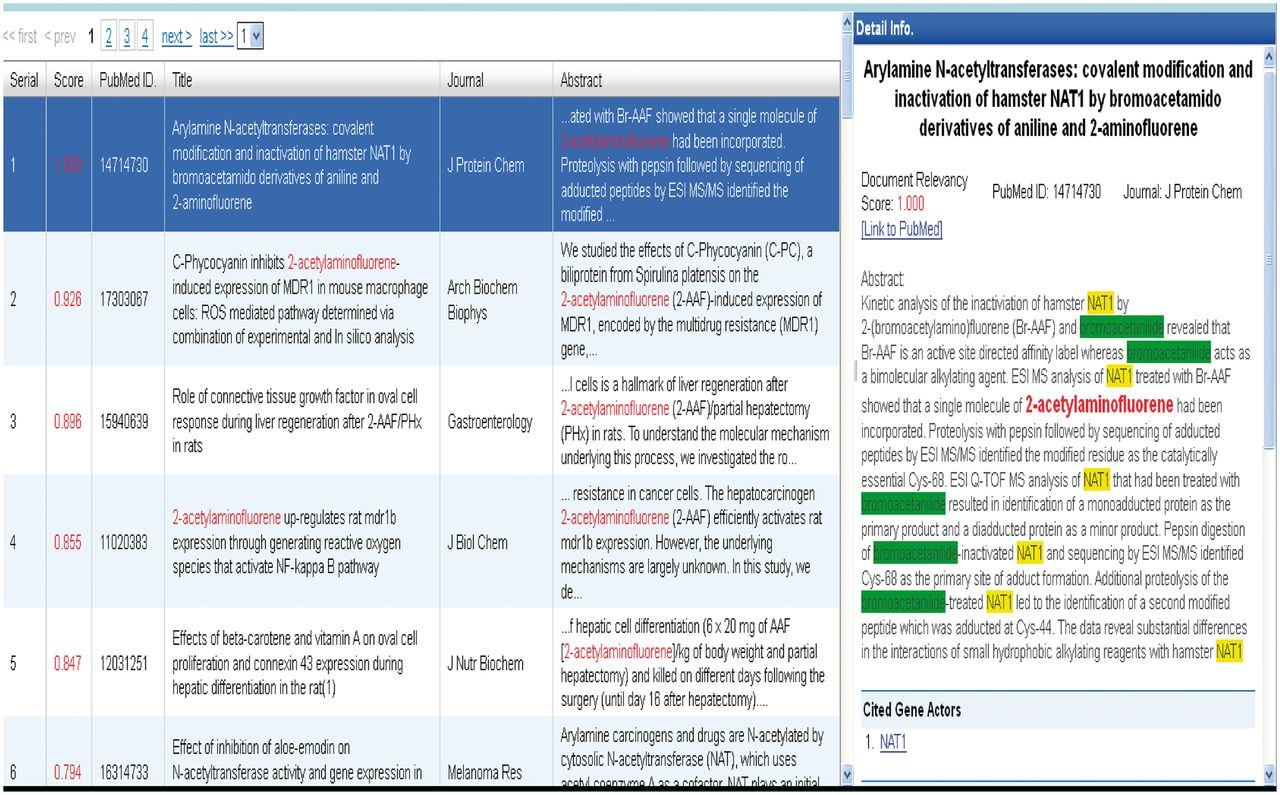 << first < prev 1 2 3 4 next > last >> 1
Serial Score PubMed ID. Title Journal Abstract
1 1.000 14714730
Arylamine N-acetyltransferases: covalent
modification and inactivation of hamster NAT1 by
bromoacetamido derivatives of aniline and
2-aminofluorene
J Protein Chem
...ated with Br-AAF showed that a single molecule of
2-acetylaminofluorene had been incorporated.
Proteolysis with pepsin followed by sequencing of
adducted peptides by ESI MS/MS identified the
modified ...
2 0.926 17303067
C-Phycocyanin inhibits 2-acetylaminofluorene-
induced expression of MDR1 in mouse macrophage
cells: ROS mediated pathway determined via
combination of experimental and In silico analysis
Arch Biochem
Biophys
We studied the effects of C-Phycocyanin (C-PC), a
biliprotein from Spirulina platensis on the
2-acetylaminofluorene (2-AAF)-induced expression of
MDR1, encoded by the multidrug resistance (MDR1)
gene,...
3 0.896 15940639
Role of connective tissue growth factor in oval cell
response during liver regeneration after 2-AAF/PHx
in rats
Gastroenterology
...l cells is a hallmark of liver regeneration after
2-acetylaminofluorene (2-AAF)/partial hepatectomy
(PHx) in rats. To understand the molecular mechanism
underlying this process, we investigated the ro...
4 0.855 11020383
2-acetylaminofluorene up-regulates rat mdr1b
expression through generating reactive oxygen
species that activate NF-kappa B pathway
J Biol Chem
... resistance in cancer cells. The hepatocarcinogen
2-acetylaminofluorene (2-AAF) efficiently activates rat
mdr1b expression. However, the underlying
mechanisms are largely unknown. In this study, we
de...
5 0.847 12031251
Effects of beta-carotene and vitamin A on oval cell
proliferation and connexin 43 expression during
hepatic differentiation in the rat(1)
J Nutr Biochem
...f hepatic cell differentiation (6 x 20 mg of AAF
[2-acetylaminofluorene]/kg of body weight and partial
hepatectomy) and killed on different days following the
surgery (until day 16 after hepatectomy)....
6 0.794 16314733
Effect of inhibition of aloe-emodin on
N-acetyltransferase activity and gene expression in
Melanoma Res
Arylamine carcinogens and drugs are N-acetylated by
cytosolic N-acetyltransferase (NAT), which uses
acetyl coenzyme A as a cofactor. NAT plays an initial
Detail Info.
Arylamine N-acetyltransferases: covalent modification and
inactivation of hamster NAT1 by bromoacetamido
derivatives of aniline and 2-aminofluorene
Document Relevancy
Score: 1.000
PubMed ID: 14714730 Journal: J Protein Chem
[Link to PubMed]
Abstract:
Kinetic analysis of the inactiviation of hamster NAT1 by
2-(bromoacetylamino)fluorene (Br-AAF) and bromoacetanilide revealed that
Br-AAF is an active site directed affinity label whereas bromoacetanilide acts as
a bimolecular alkylating agent. ESI MS analysis of NAT1 treated with Br-AAF
showed that a single molecule of 2-acetylaminofluorene had been
incorporated. Proteolysis with pepsin followed by sequencing of adducted
peptides by ESI MS/MS identified the modified residue as the catalytically
essential Cys-68. ESI Q-TOF MS analysis of NAT1 that had been treated with
bromoacetanilide resulted in identification of a monoadducted protein as the
primary product and a diadducted protein as a minor product. Pepsin digestion
of bromoacetanilide-inactivated NAT1 and sequencing by ESI MS/MS identified
Cys-68 as the primary site of adduct formation. Additional proteolysis of the
bromoacetanilide-treated NAT1 led to the identification of a second modified
peptide which was adducted at Cys-44. The data reveal substantial differences
in the interactions of small hydrophobic alkylating reagents with hamster NAT1
Cited Gene Actors
1. NAT1